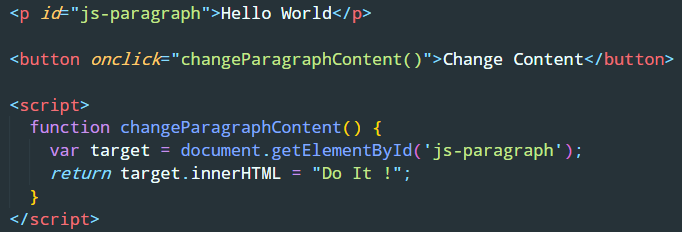 <p id="js-paragraph">Hello World</p>
<button onclick="changeParagraphContent()">Change Content</button>
<script>
function changeParagraphContent() {
var target = document.getElementById('js-paragraph');
return target.innerHTML = "Do It !";
}
</script>